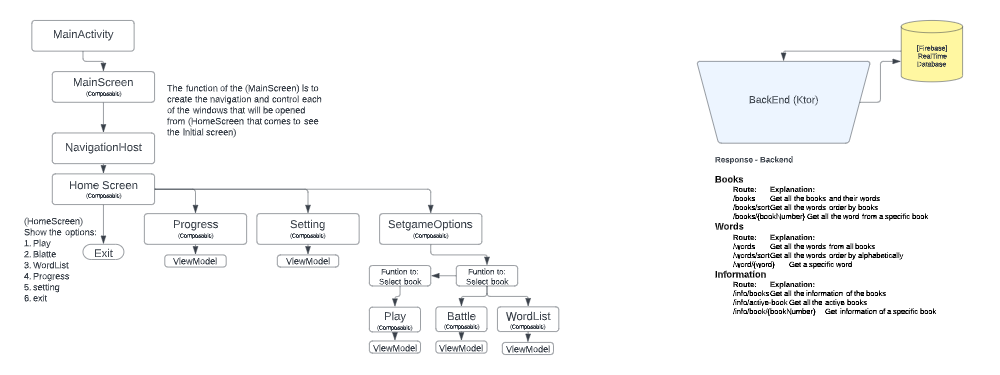 MainActivity
MainScreen
(Composabls)
The function of the (MainScreen) is to
create the navigation and control each
of the windows that will be opened
from (HomeScreen that comes to see
the Initial screen)
NavigationHost
Home Screen
(Composabls)
(HomeScreen)
Show the options:
1. Play
2. Blatte
3. WordList
4. Progress
5. setting
6. exit
Exit
Progress
(Composabls)
ViewModel
Setting
(Composabls)
ViewModel
SetgameOptions
(Composabls)
Funtion to:
Select book
Funtion to:
Select book
Play
(Composabls)
ViewModel
Battle
(Composabls)
ViewModel
WordList
(Composabls)
ViewModel
[Firebase]
RealTime
Database
BackEnd (Ktor)
Response - Backend
Books
Route: Explanation:
/books Get all the books and their words
/books/sort Get all the words order by books
/books/{bookNumber} Get all the word from a specific book
Words
Route: Explanation:
/words Get all the words from all books
/words/sort Get all the words order by alphabetically
/word/{word} Get a specific word
Information
Route: Explanation:
/info/books Get all the information of the books
/info/active-book Get all the active books
/info/book/{bookNumber} Get information of a specific book